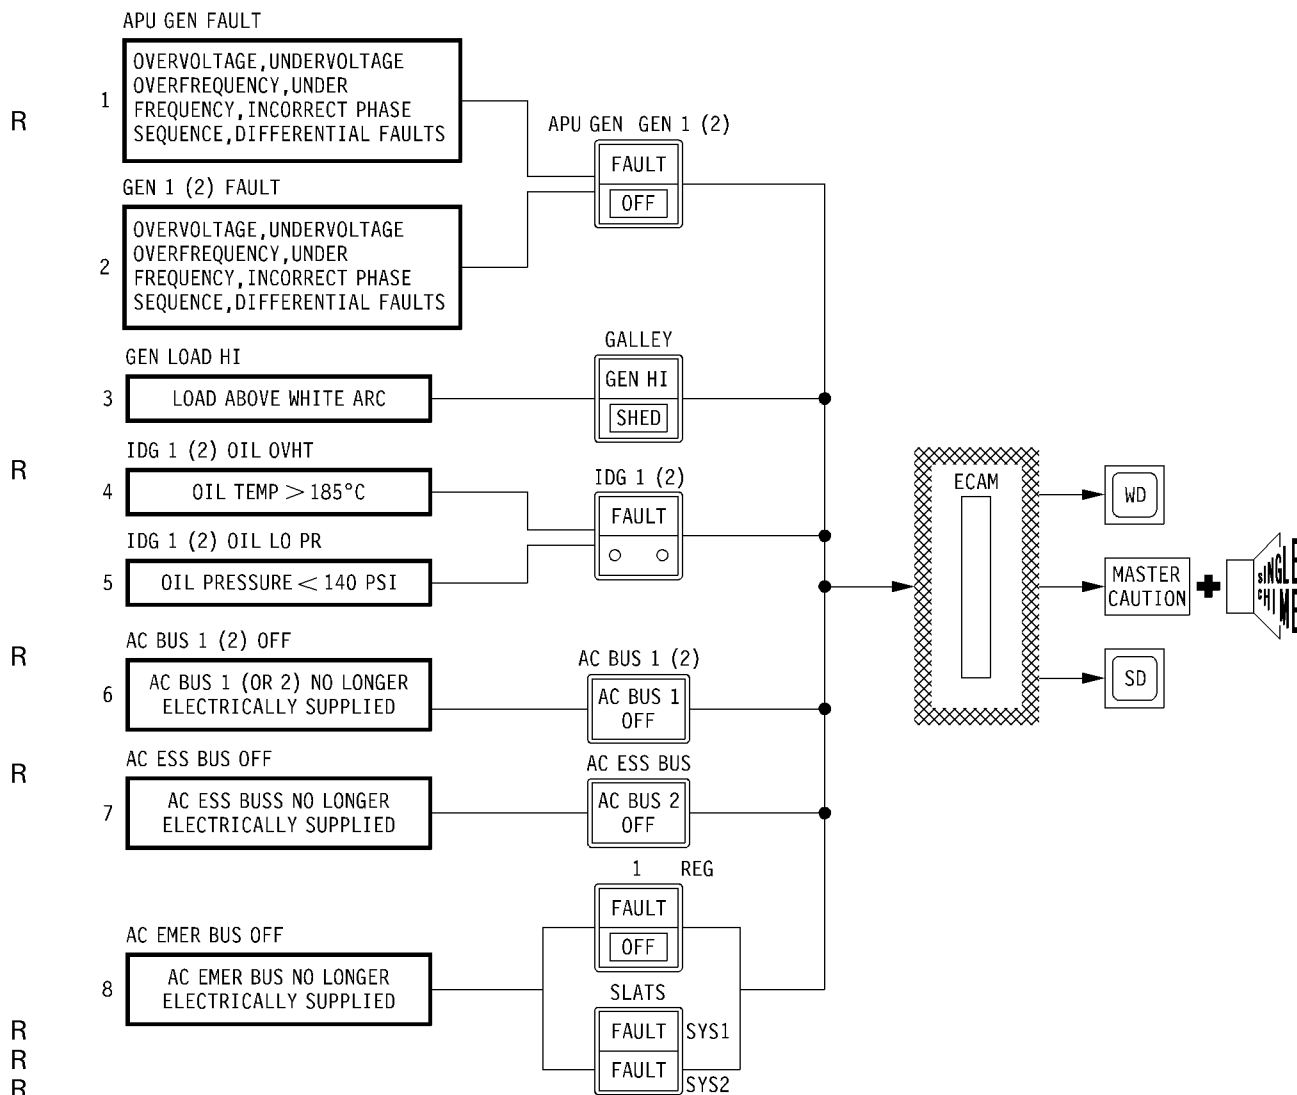 APU GEN FAULT
R
1
OVERVOLTAGE,UNDERVOLTAGE
OVERFREQUENCY,UNDER
FREQUENCY,INCORRECT PHASE
SEQUENCE,DIFFERENTIAL FAULTS
APU GEN GEN 1 (2)
FAULT
OFF
GEN 1 (2) FAULT
2
OVERVOLTAGE,UNDERVOLTAGE
OVERFREQUENCY,UNDER
FREQUENCY,INCORRECT PHASE
SEQUENCE,DIFFERENTIAL FAULTS
GEN LOAD HI
3
LOAD ABOVE WHITE ARC
GALLEY
GEN HI
SHED
R
IDG 1 (2) OIL OVHT
4
OIL TEMP > 185°C
IDG 1 (2)
FAULT
IDG 1 (2) OIL LO PR
5
OIL PRESSURE < 140 PSI
R
AC BUS 1 (2) OFF
6
AC BUS 1 (OR 2) NO LONGER
ELECTRICALLY SUPPLIED
AC BUS 1 (2)
AC BUS 1
OFF
R
AC ESS BUS OFF
7
AC ESS BUSS NO LONGER
ELECTRICALLY SUPPLIED
AC ESS BUS
AC BUS 2
OFF
1 REG
FAULT
OFF
AC EMER BUS OFF
8
AC EMER BUS NO LONGER
ELECTRICALLY SUPPLIED
SLATS
FAULT SYS1
FAULT SYS2
R
R
R
ECAM
WD
MASTER
CAUTION
SINGLE
CHIME
SD